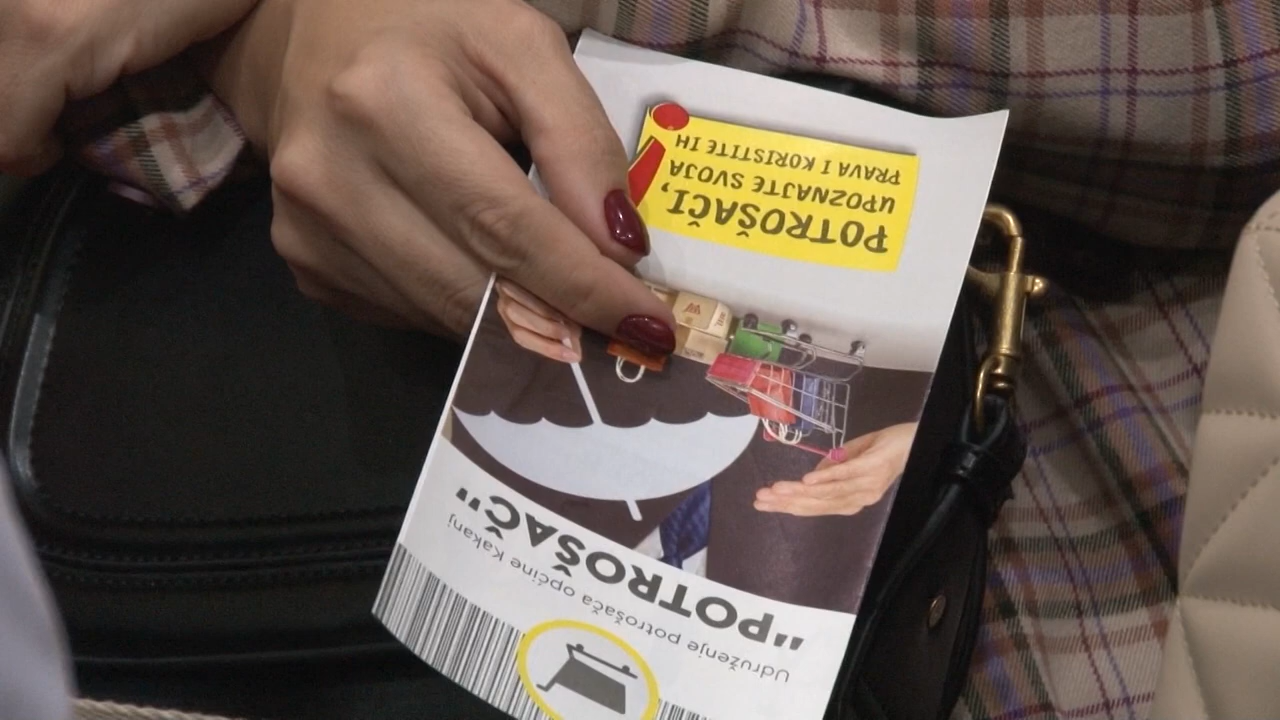 Udruženje potrošača općine Kakanj
"POTROŠAČ"
POTROŠAČI,
UPOZNAJTE SVOJA
PRAVA I KORISTITE IH